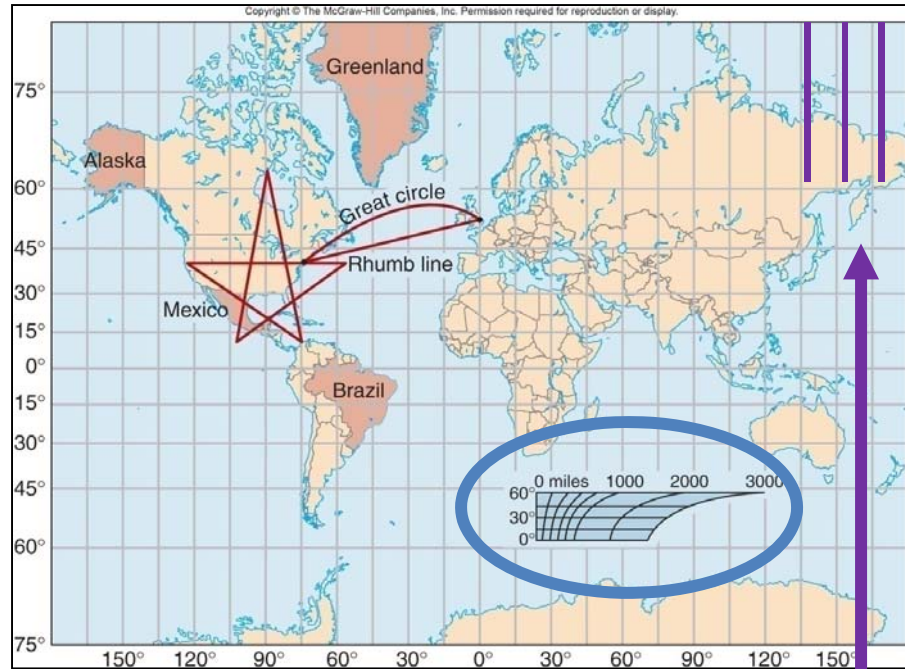 Copyright © The McGraw-Hill Companies, Inc. Permission required for reproduction or display.
Greenland
75°
Alaska
60°
Great circle
45°
Rhumb line
30°
Mexico
15°
0°
Brazil
15°
30°
45°
0 miles 1000 2000 3000
60°
30°
0°
60°
75°
150° 120° 90° 60° 30° 0° 30° 60° 90° 120° 150°